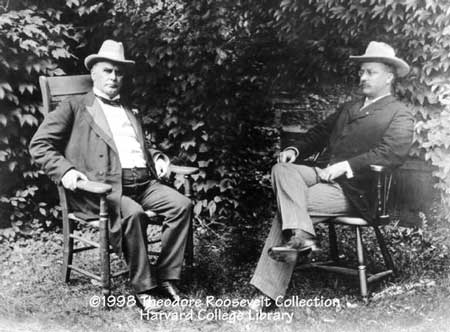 ©1998 Theodore Roosevelt Collection
Harvard College Library